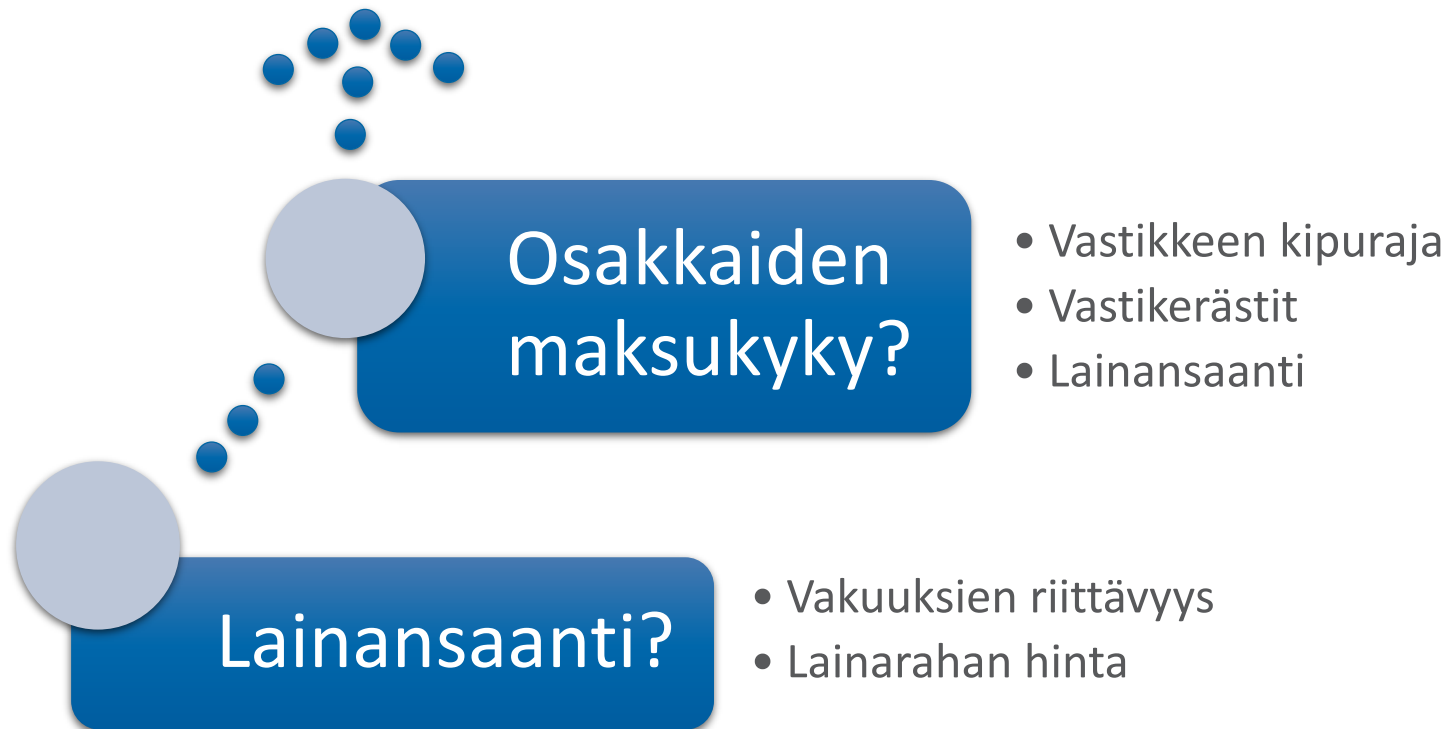 Osakkaiden
maksukyky?
• Vastikkeen kipuraja
• Vastikerästit
• Lainansaanti
Lainansaanti?
• Vakuuksien riittävyys
• Lainarahan hinta